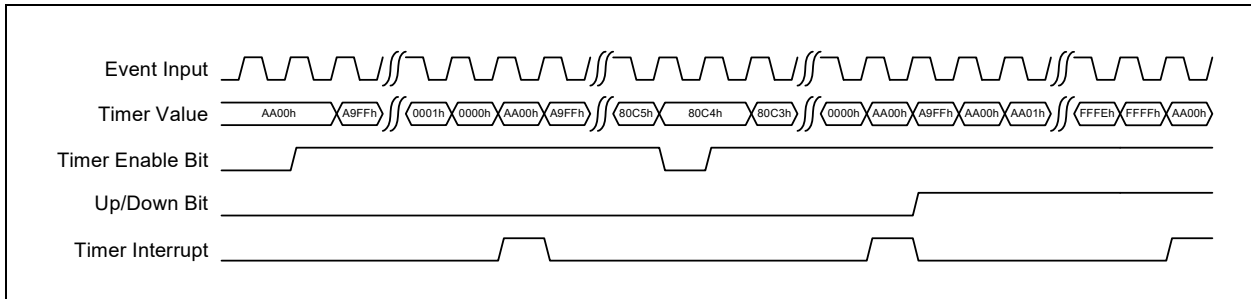 Event Input
Timer Value AA00h A9FFh 0001h 0000h AA00h A9FFh 80C5h 80C4h 80C3h 0000h AA00h A9FFh AA00h AA01h FFFEh FFFFh AA00h
Timer Enable Bit
Up/Down Bit
Timer Interrupt